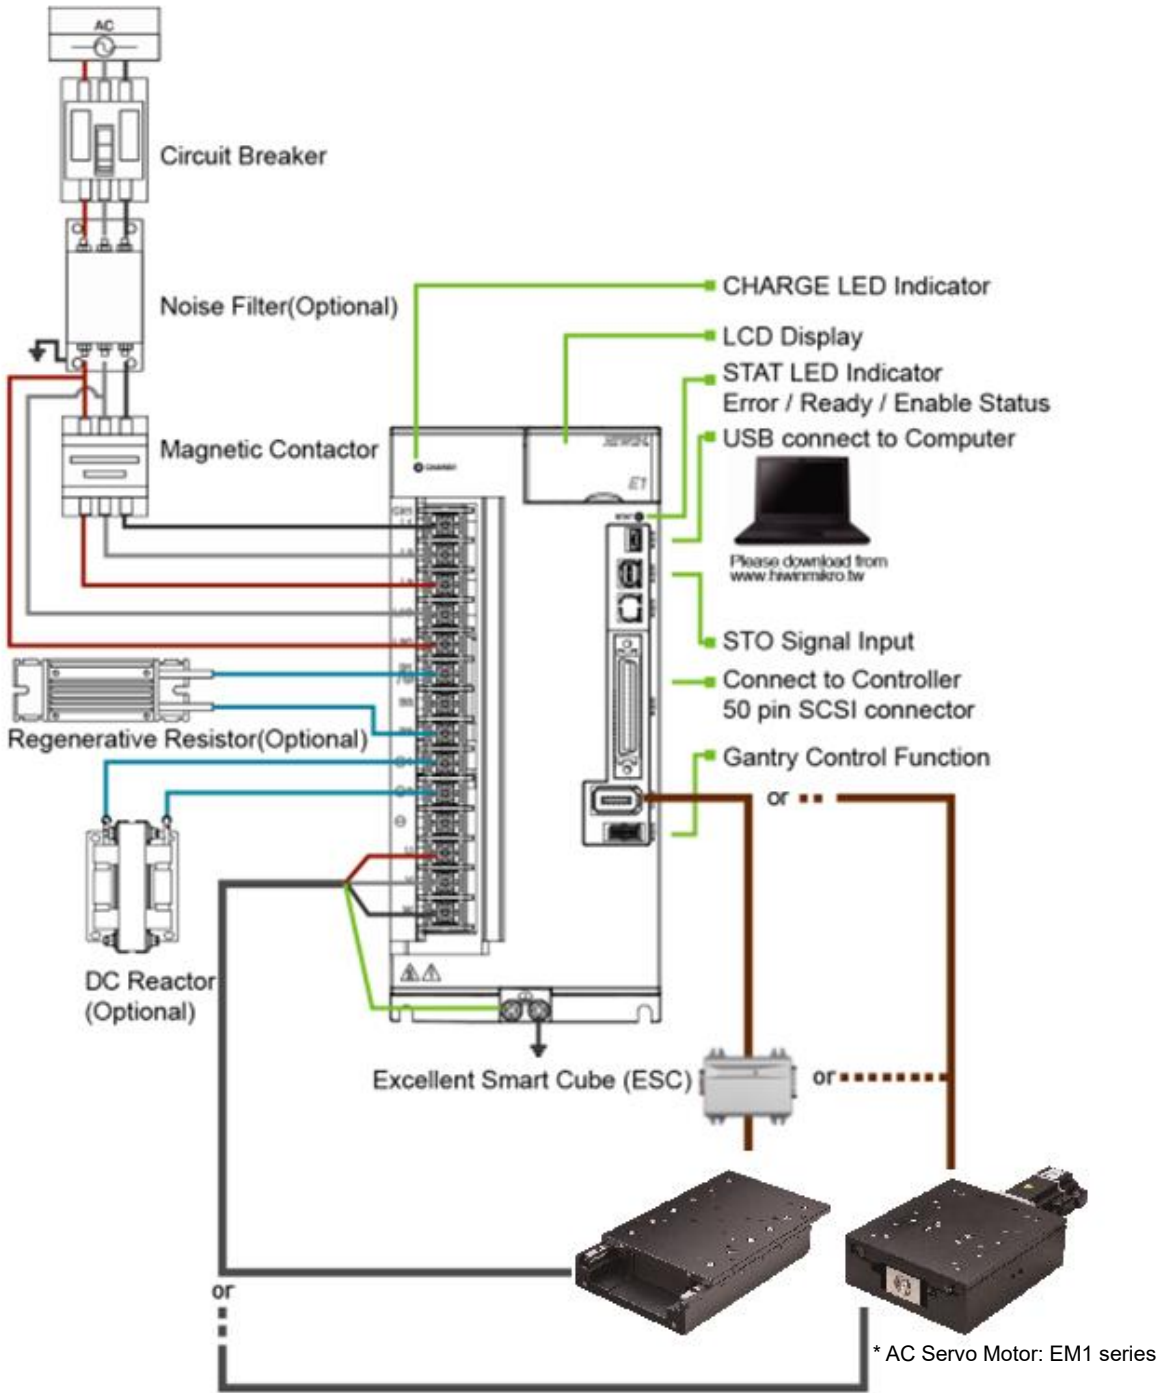 AC
Circuit Breaker
Noise Filter(Optional)
CHARGE LED Indicator
LCD Display
STAT LED Indicator
Error / Ready / Enable Status
USB connect to Computer
Magnetic Contactor
CHARGE
E1
STAT
Please download from
www.hiwinmikro.tw
STO Signal Input
Connect to Controller
50 pin SCSI connector
Regenerative Resistor(Optional)
Gantry Control Function
or
DC Reactor
(Optional)
Excellent Smart Cube (ESC)
or
or
* AC Servo Motor: EM1 series